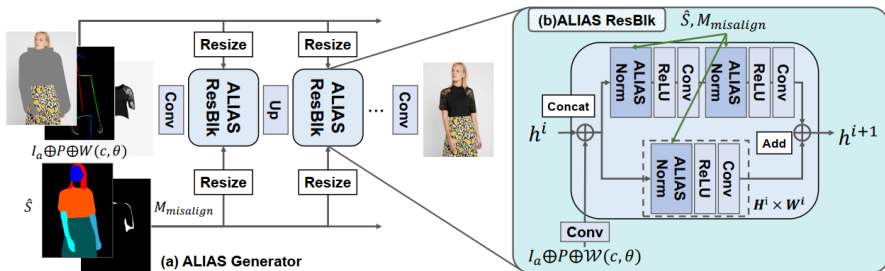 Resize
Resize
Conv
ALIAS
ResBlk
Up
ALIAS
ResBlk
...
Conv
I_a⊕P⊕W(c, θ)
Resize
Resize
Ŝ
M_misalign
(a) ALIAS Generator
(b)ALIAS ResBlk
Ŝ, M_misalign
ALIAS
Norm
ReLU
Conv
ALIAS
Norm
ReLU
Conv
Concat
h^i
Add
h^{i+1}
ALIAS
Norm
ReLU
Conv
H^i × W^i
Conv
I_a⊕P⊕W(c, θ)